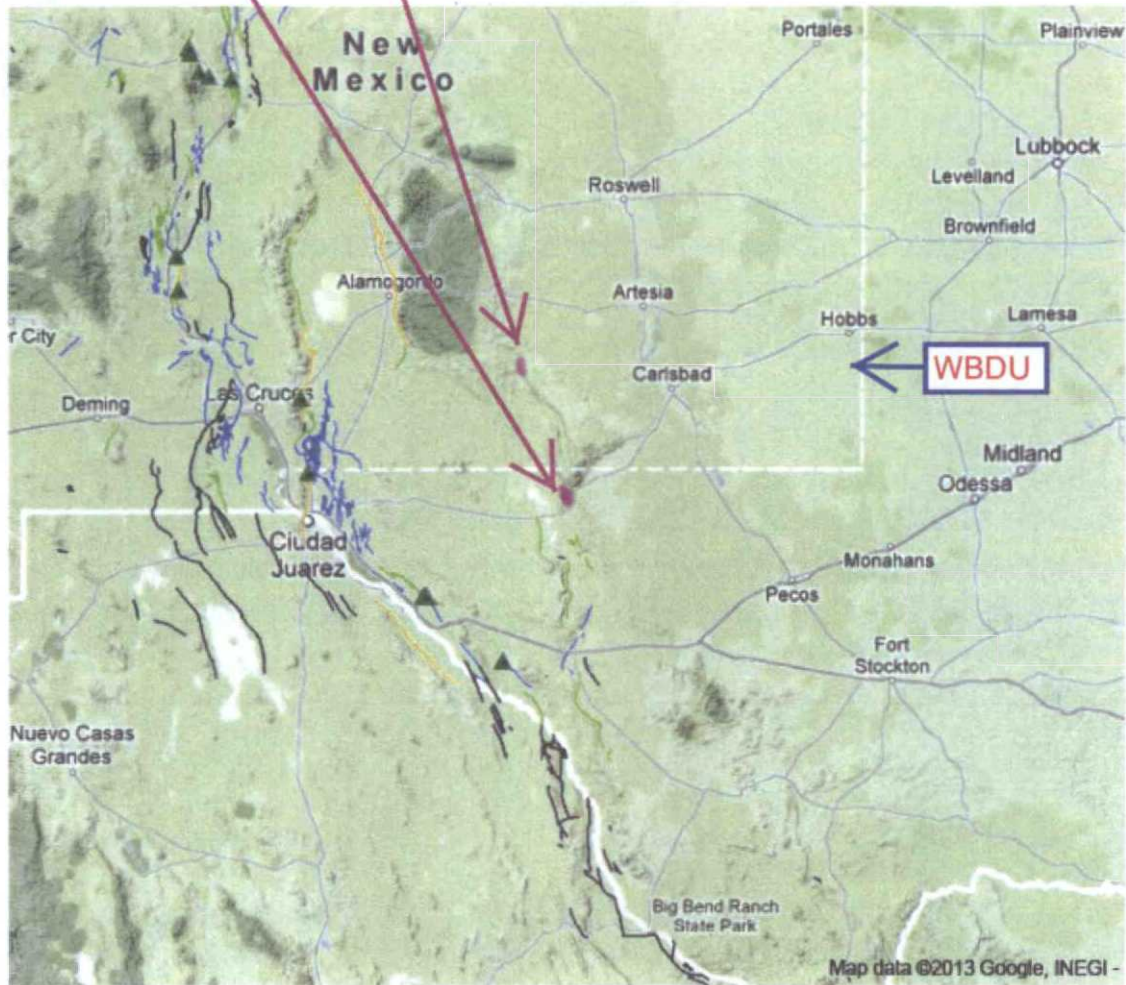 Portales
Plainview
New
Mexico
Lubbock
Levelland
Roswell
Brownfield
Alamogordo
Artesia
Hobbs
Lamesa
r City
Carlsbad
WBDU
Deming
Las Cruces
Midland
Odessa
Ciudad
Juarez
Monahans
Pecos
Fort
Stockton
Nuevo Casas
Grandes
Big Bend Ranch
State Park
Map data ©2013 Google, INEGI -